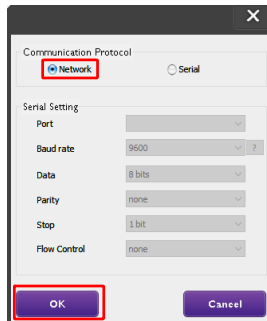 Communication Protocol
Network Serial
Serial Setting
Port
Baud rate 9600 ?
Data 8 bits
Parity none
Stop 1 bit
Flow Control none
OK Cancel